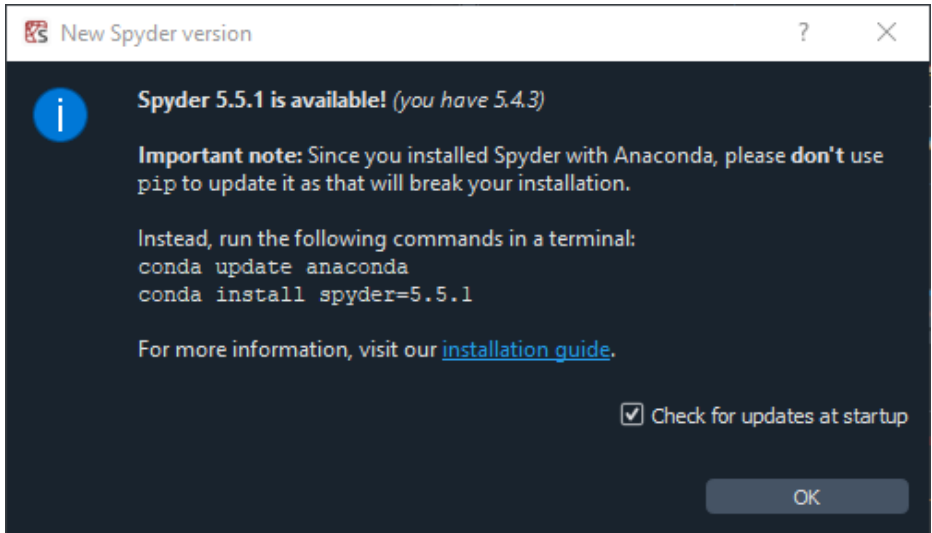 New Spyder version
Spyder 5.5.1 is available! (you have 5.4.3)
Important note: Since you installed Spyder with Anaconda, please don't use
pip to update it as that will break your installation.
Instead, run the following commands in a terminal:
conda update anaconda
conda install spyder=5.5.1
For more information, visit our installation guide.
Check for updates at startup
OK